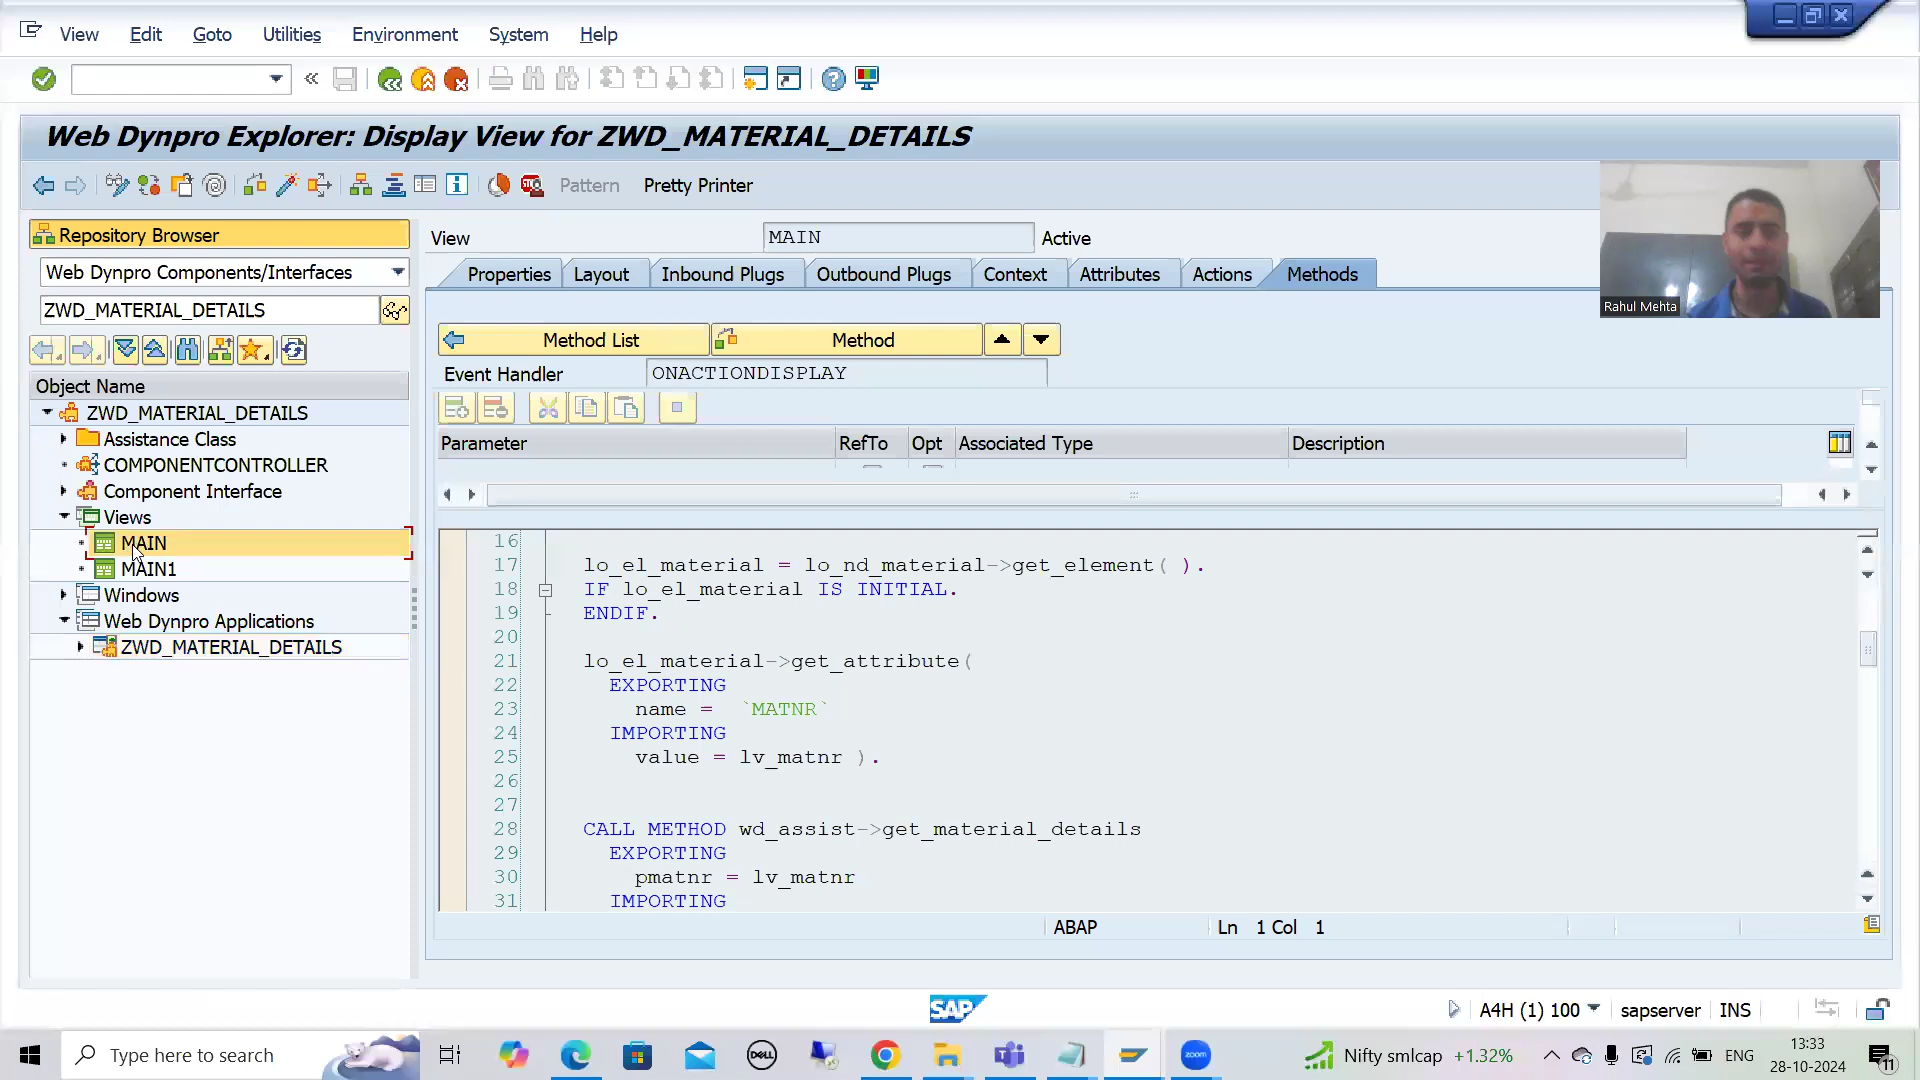 View Edit Goto Utilities Environment System Help
Web Dynpro Explorer: Display View for ZWD_MATERIAL_DETAILS
Pattern Pretty Printer
Rahul Mehta
Repository Browser
Web Dynpro Components/Interfaces
ZWD_MATERIAL_DETAILS
Object Name
ZWD_MATERIAL_DETAILS
Assistance Class
COMPONENTCONTROLLER
Component Interface
Views
MAIN
MAIN1
Windows
Web Dynpro Applications
ZWD_MATERIAL_DETAILS
View MAIN Active
Properties Layout Inbound Plugs Outbound Plugs Context Attributes Actions Methods
Method List Method
Event Handler ONACTIONDISPLAY
Parameter RefTo Opt Associated Type Description
16
17 lo_el_material = lo_nd_material->get_element( ).
18 IF lo_el_material IS INITIAL.
19 ENDIF.
20
21 lo_el_material->get_attribute(
22 EXPORTING
23 name = `MATNR`
24 IMPORTING
25 value = lv_matnr ).
26
27
28 CALL METHOD wd_assist->get_material_details
29 EXPORTING
30 pmatnr = lv_matnr
31 IMPORTING
ABAP Ln 1 Col 1
SAP
A4H (1) 100 sapserver INS
Type here to search
DELL
zoom
Nifty smlcap +1.32%
ENG
13:33
28-10-2024
11